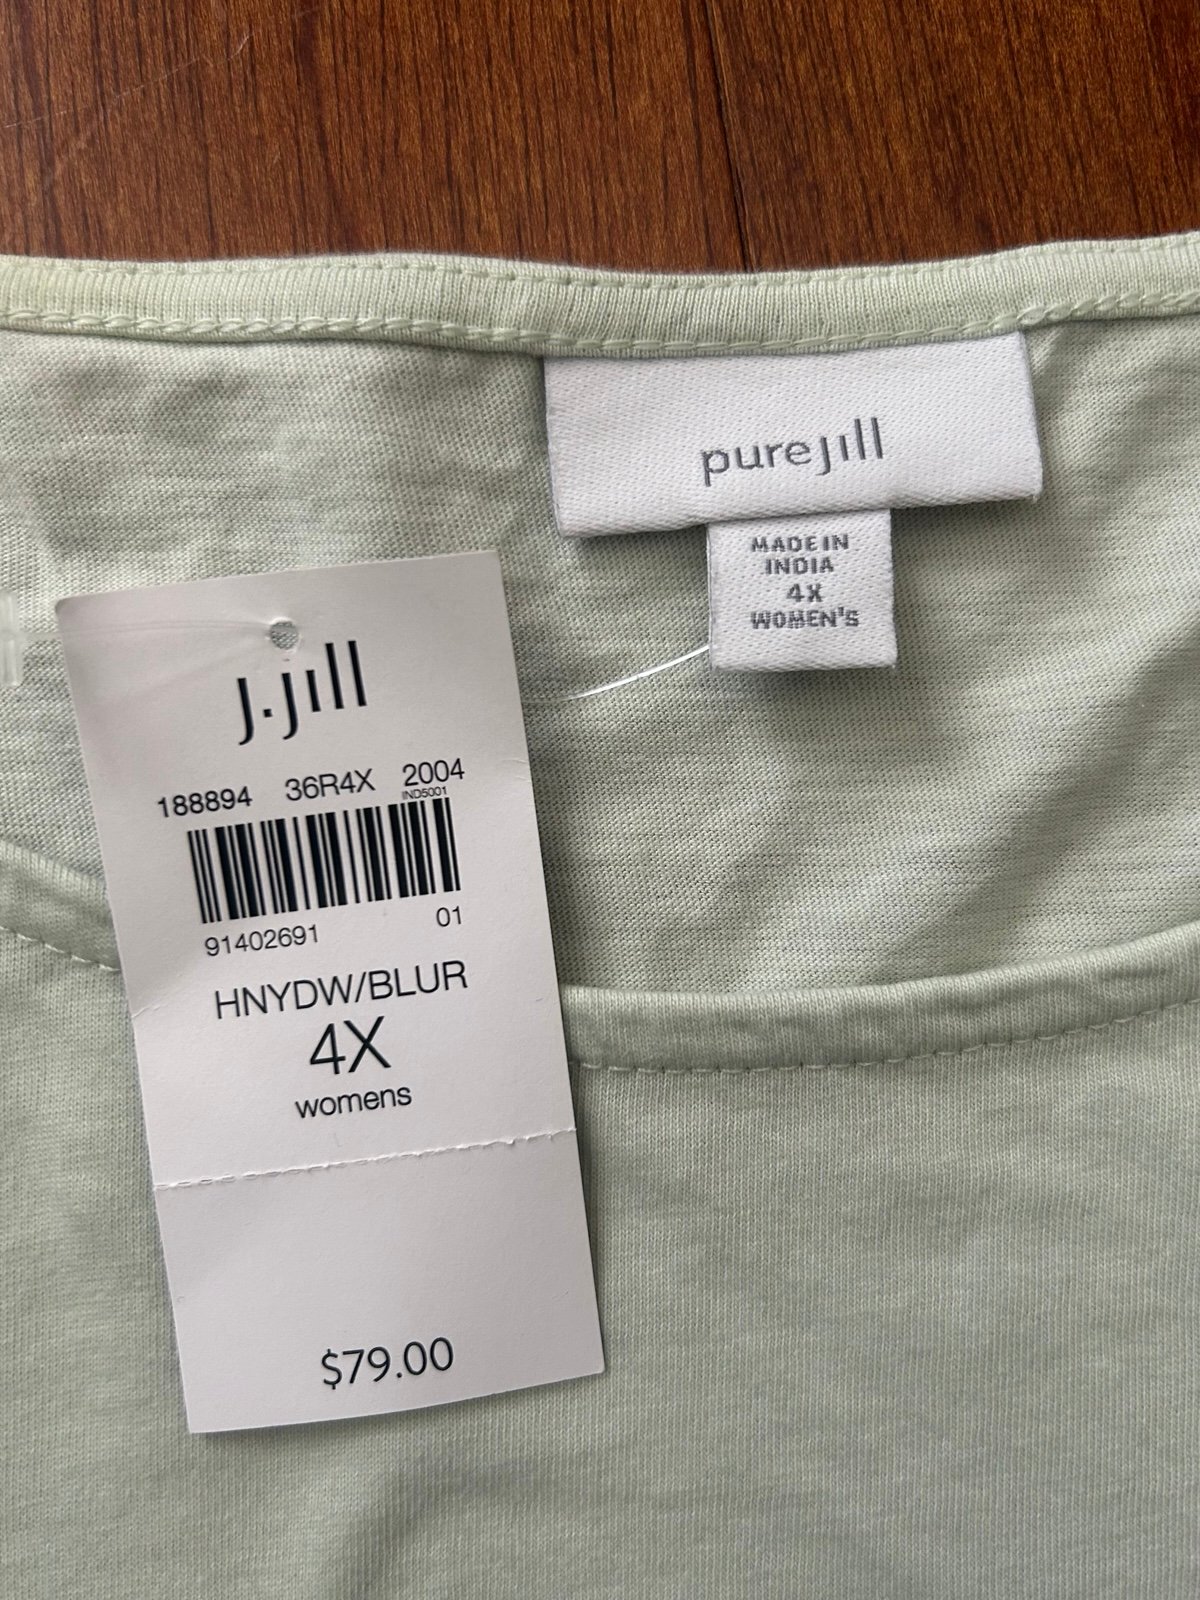 pure jill
MADE IN
INDIA
4X
WOMEN'S
J.Jill
188894 36R4X 2004
IND5001
91402691 01
HNYDW/BLUR
4X
womens
$79.00